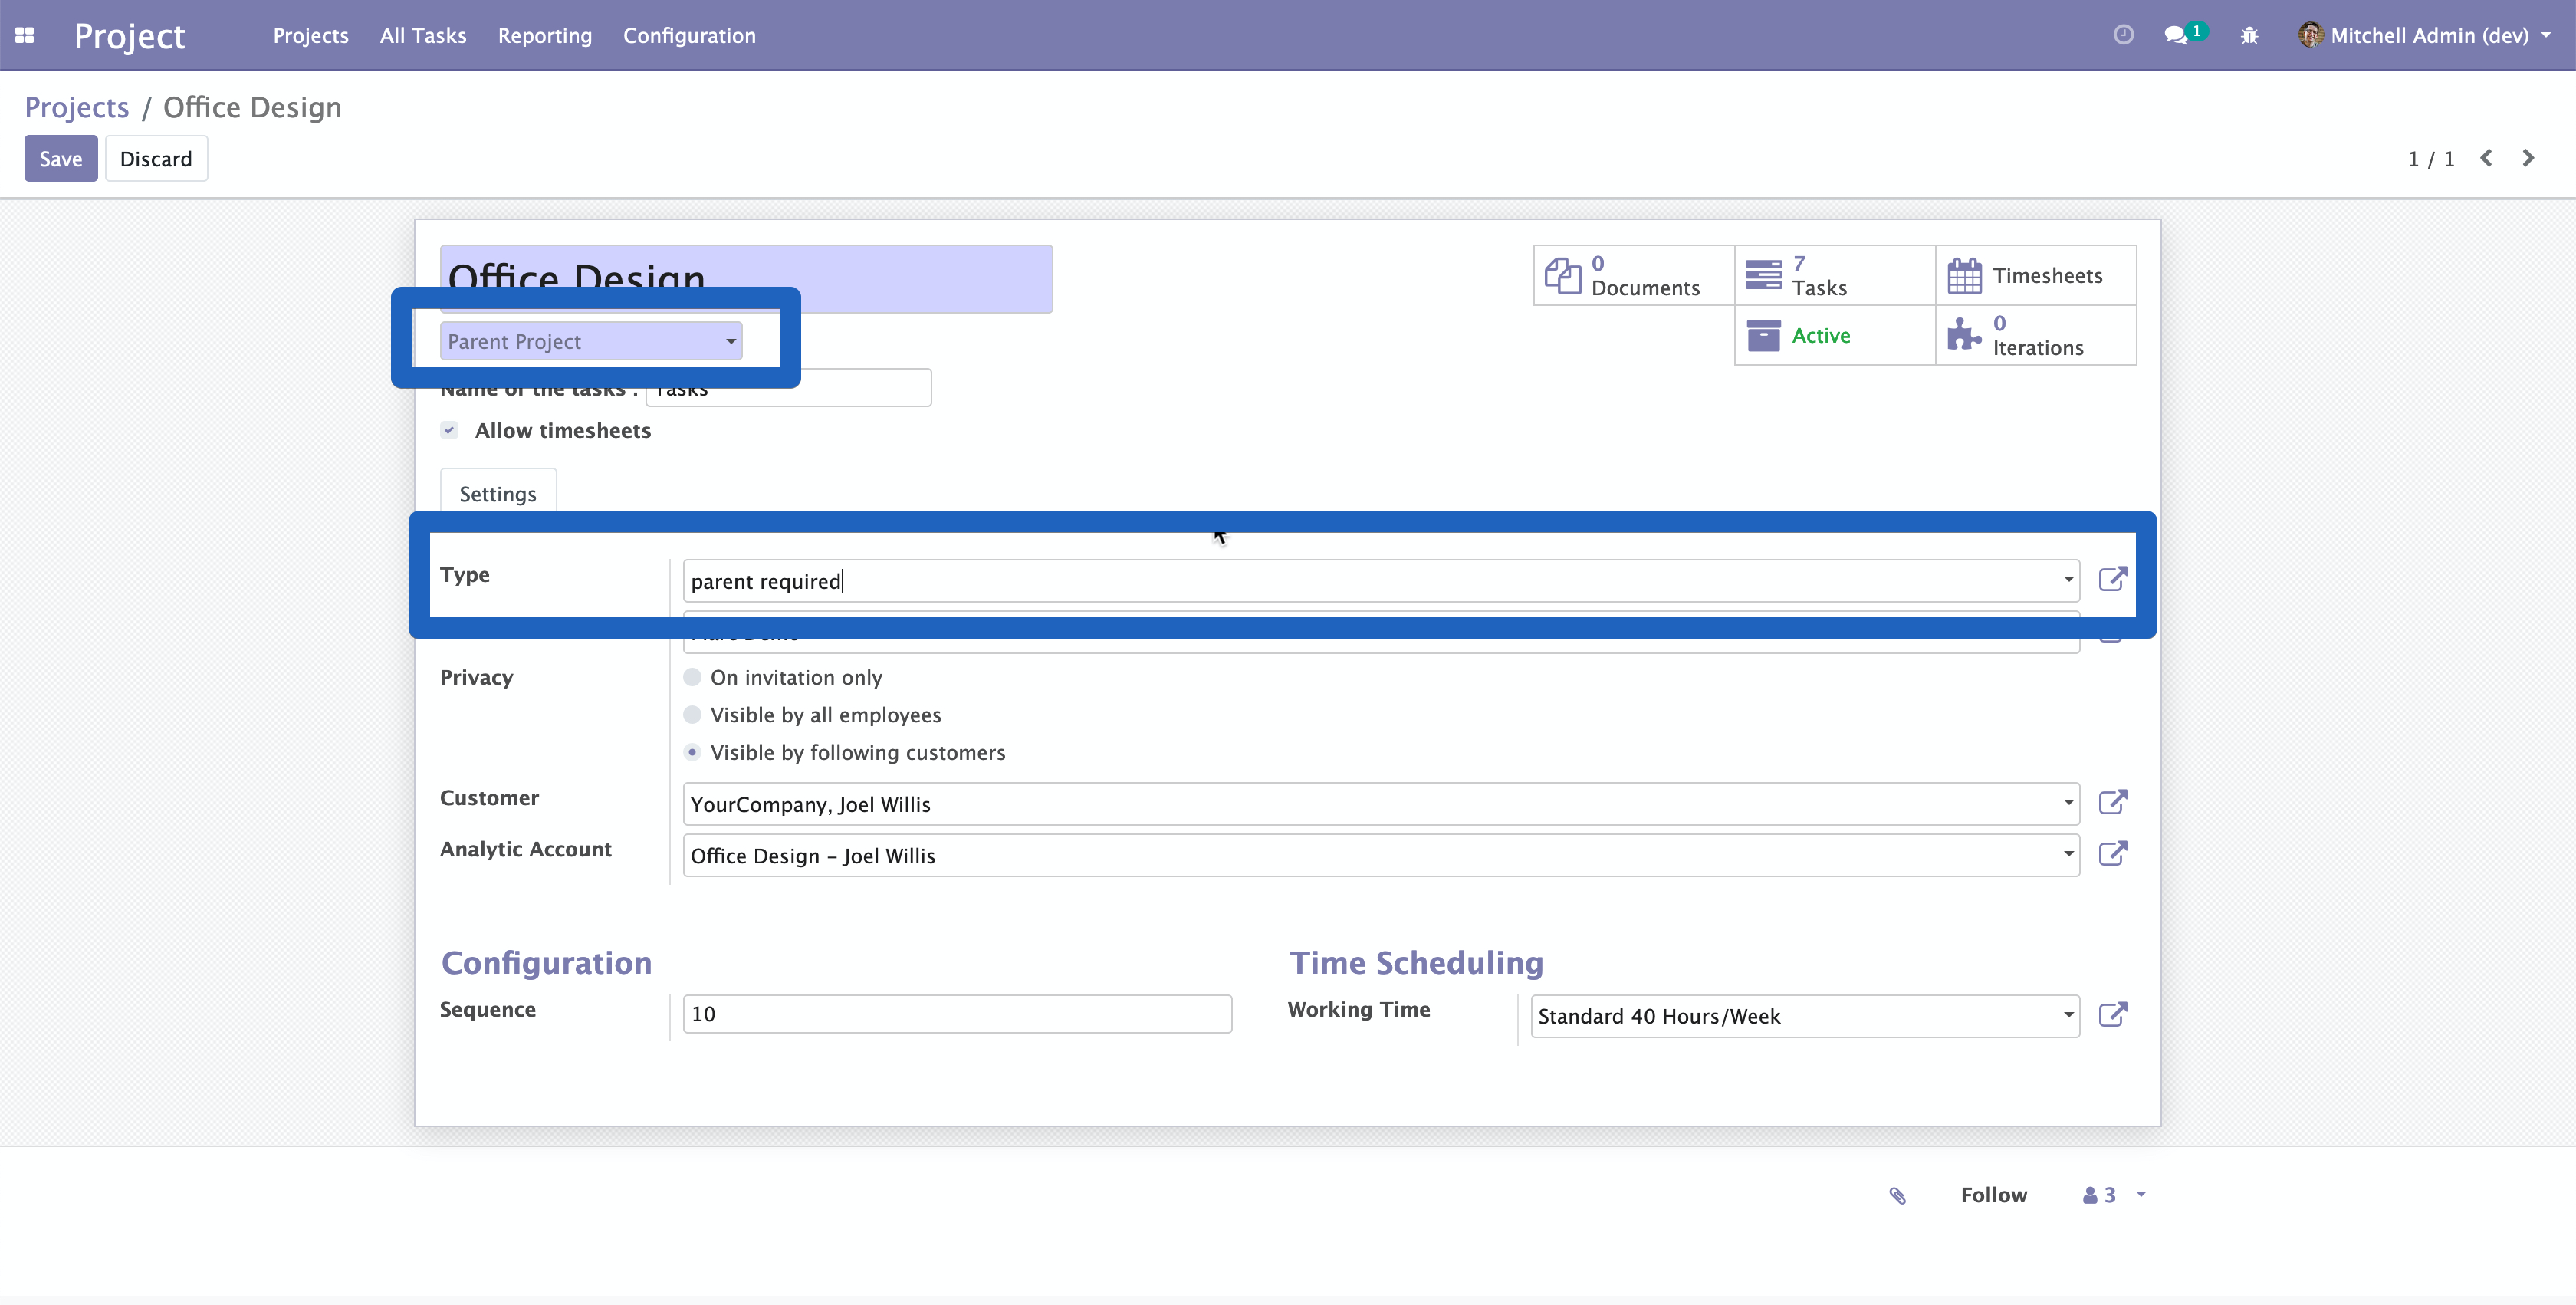 Project Projects All Tasks Reporting Configuration 1 Mitchell Admin (dev)
Projects / Office Design
Save Discard 1 / 1
Office Design
0 Documents
7 Tasks
Timesheets
Parent Project
Active
0 Iterations
Name of the tasks : Tasks
Allow timesheets
Settings
Type parent required
Marc Demo
Privacy On invitation only
Visible by all employees
Visible by following customers
Customer YourCompany, Joel Willis
Analytic Account Office Design – Joel Willis
Configuration Time Scheduling
Sequence 10 Working Time Standard 40 Hours/Week
Follow 3